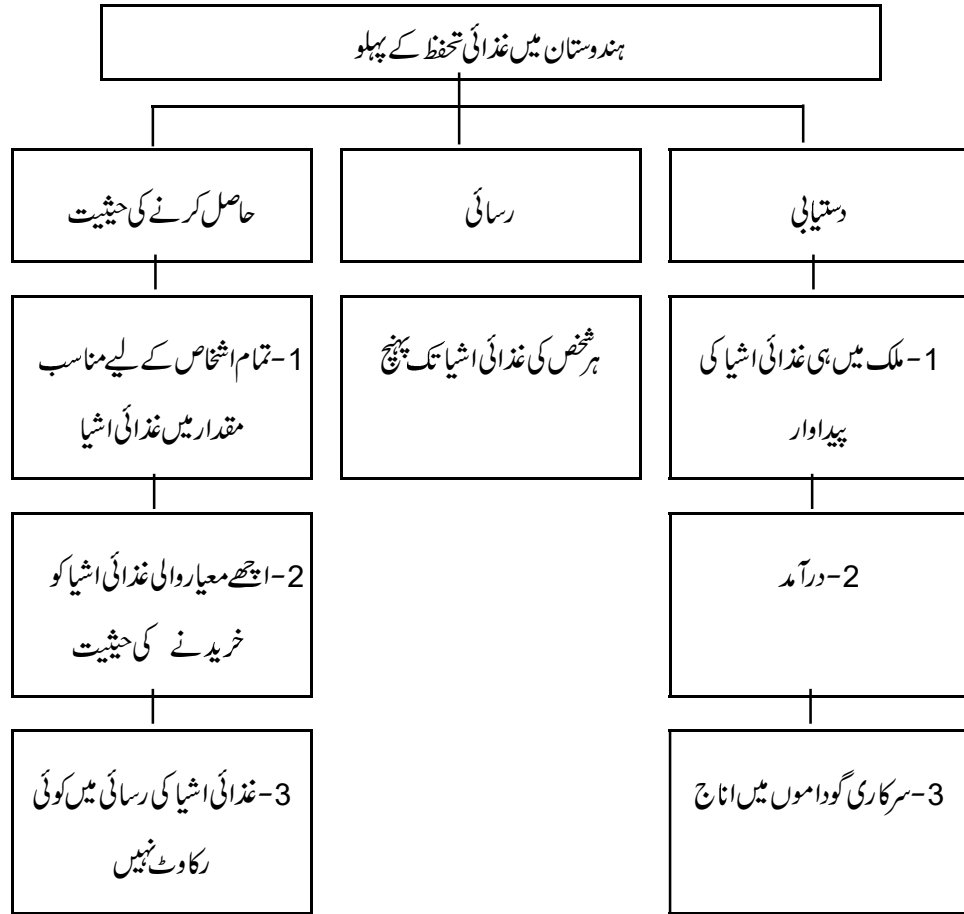 ہندوستان میں غذائی تحفظ کے پہلو
دستیابی
1- ملک میں ہی غذائی اشیا کی
پیداوار
2- درآمد
3- سرکاری گوداموں میں اناج
رسائی
ہر شخص کی غذائی اشیا تک پہنچ
حاصل کرنے کی حیثیت
1- تمام اشخاص کے لیے مناسب
مقدار میں غذائی اشیا
2- اچھے معیار والی غذائی اشیا کو
خریدنے کی حیثیت
3- غذائی اشیا کی رسائی میں کوئی
رکاوٹ نہیں